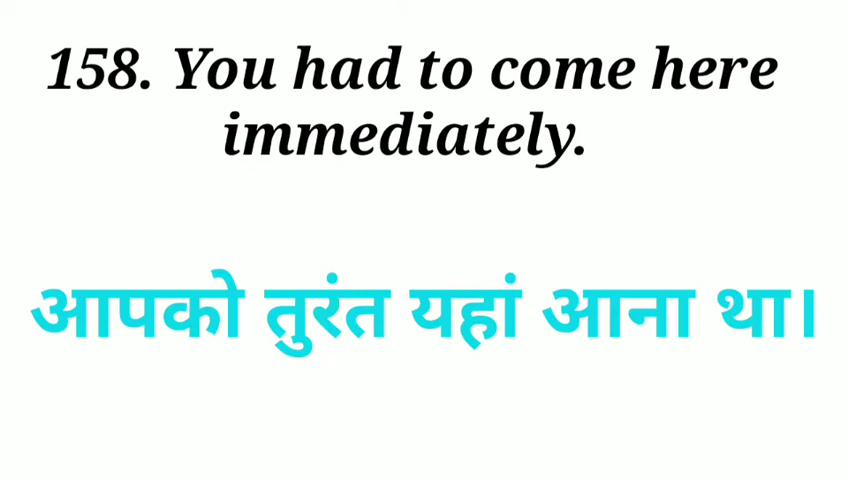 158. You had to come here
immediately.
आपको तुरंत यहां आना था।